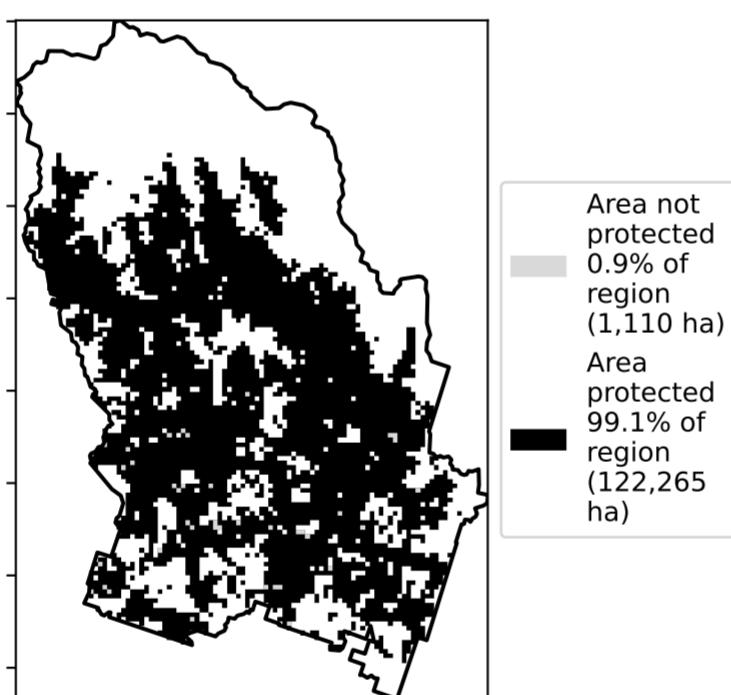 Area not
protected
0.9% of
region
(1,110 ha)
Area
protected
99.1% of
region
(122,265
ha)